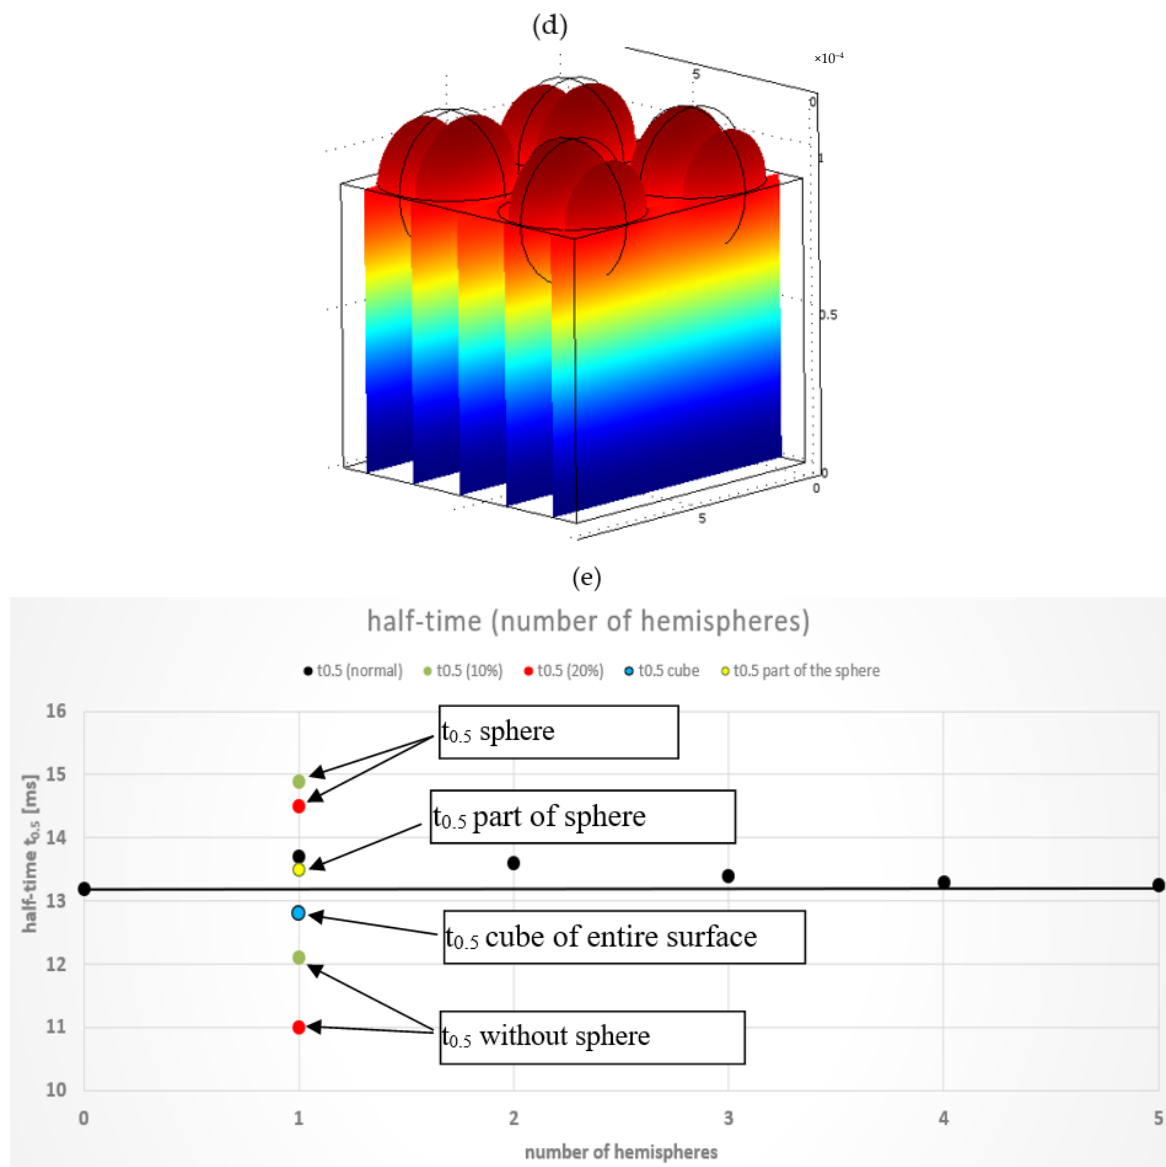 (d)
×10⁻⁴
5
0
1
0.5
0
0
5
(e)
half-time (number of hemispheres)
t0.5 (normal) t0.5 (10%) t0.5 (20%) t0.5 cube t0.5 part of the sphere
16
t₀.₅ sphere
15
half-time t₀.₅ [ms]
t₀.₅ part of sphere
14
13
t₀.₅ cube of entire surface
12
t₀.₅ without sphere
11
10
0 1 2 3 4 5
number of hemispheres